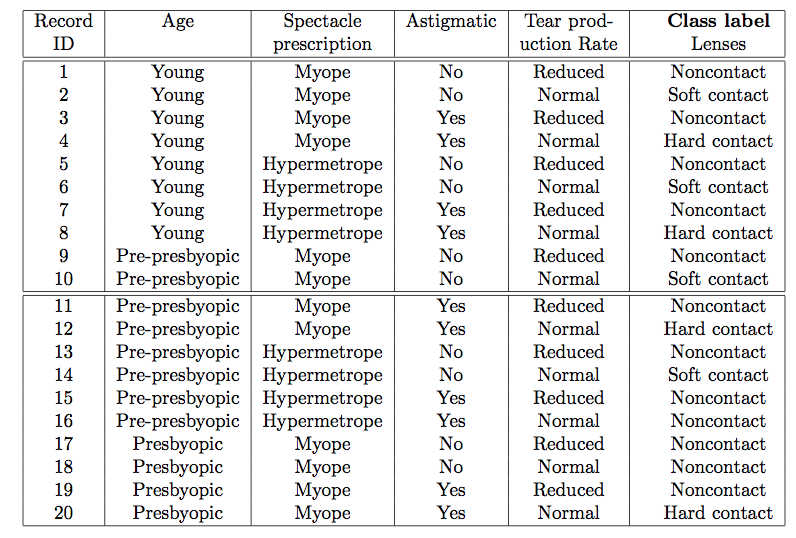 Record Age Spectacle Astigmatic Tear prod- Class label
ID prescription uction Rate Lenses
1 Young Myope No Reduced Noncontact
2 Young Myope No Normal Soft contact
3 Young Myope Yes Reduced Noncontact
4 Young Myope Yes Normal Hard contact
5 Young Hypermetrope No Reduced Noncontact
6 Young Hypermetrope No Normal Soft contact
7 Young Hypermetrope Yes Reduced Noncontact
8 Young Hypermetrope Yes Normal Hard contact
9 Pre-presbyopic Myope No Reduced Noncontact
10 Pre-presbyopic Myope No Normal Soft contact
11 Pre-presbyopic Myope Yes Reduced Noncontact
12 Pre-presbyopic Myope Yes Normal Hard contact
13 Pre-presbyopic Hypermetrope No Reduced Noncontact
14 Pre-presbyopic Hypermetrope No Normal Soft contact
15 Pre-presbyopic Hypermetrope Yes Reduced Noncontact
16 Pre-presbyopic Hypermetrope Yes Normal Noncontact
17 Presbyopic Myope No Reduced Noncontact
18 Presbyopic Myope No Normal Noncontact
19 Presbyopic Myope Yes Reduced Noncontact
20 Presbyopic Myope Yes Normal Hard contact